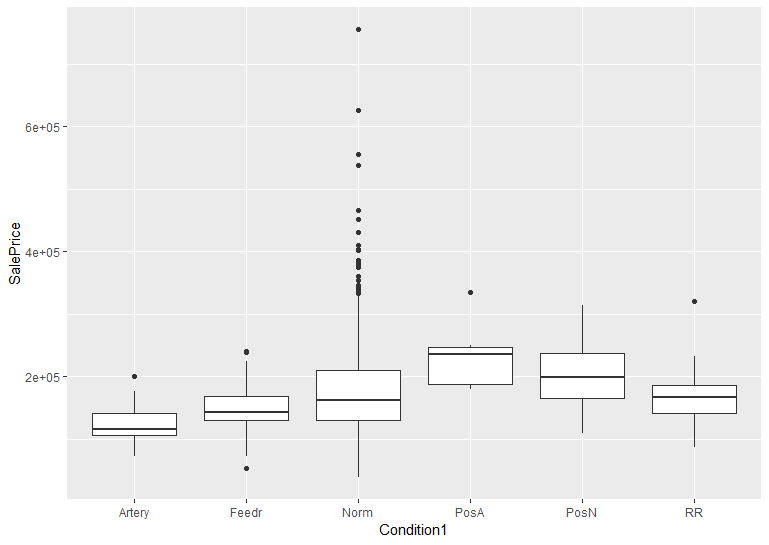 SalePrice
6e+05
4e+05
2e+05
Artery Feedr Norm PosA PosN RR
Condition1